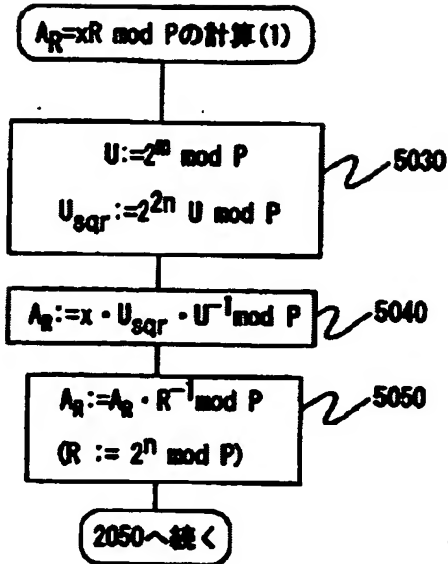 A_R=xR mod Pの計算(1)
U:=2^m mod P
U_sqr:=2^2n U mod P
5030
A_R:=x・U_sqr・U^-1 mod P
5040
A_R:=A_R・R^-1 mod P
(R := 2^n mod P)
5050
2050へ続く